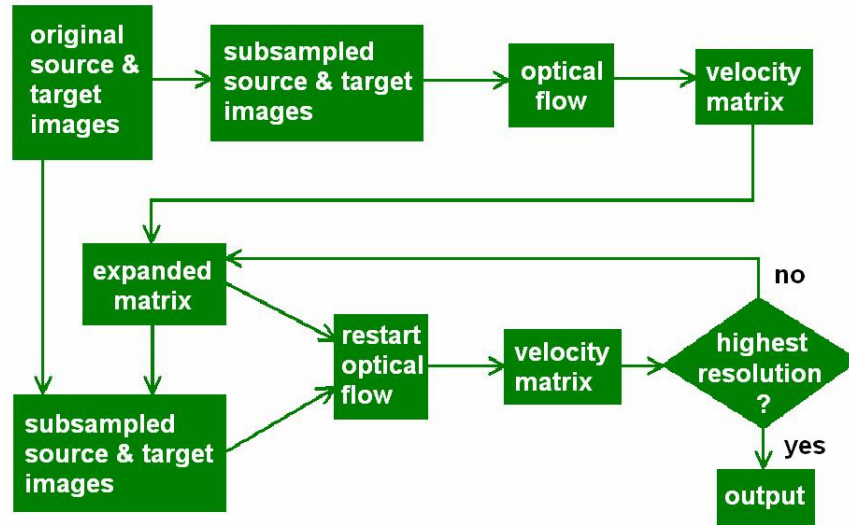 original
source &
target
images
subsampled
source & target
images
optical
flow
velocity
matrix
expanded
matrix
restart
optical
flow
velocity
matrix
no
highest
resolution
?
subsampled
source & target
images
yes
output